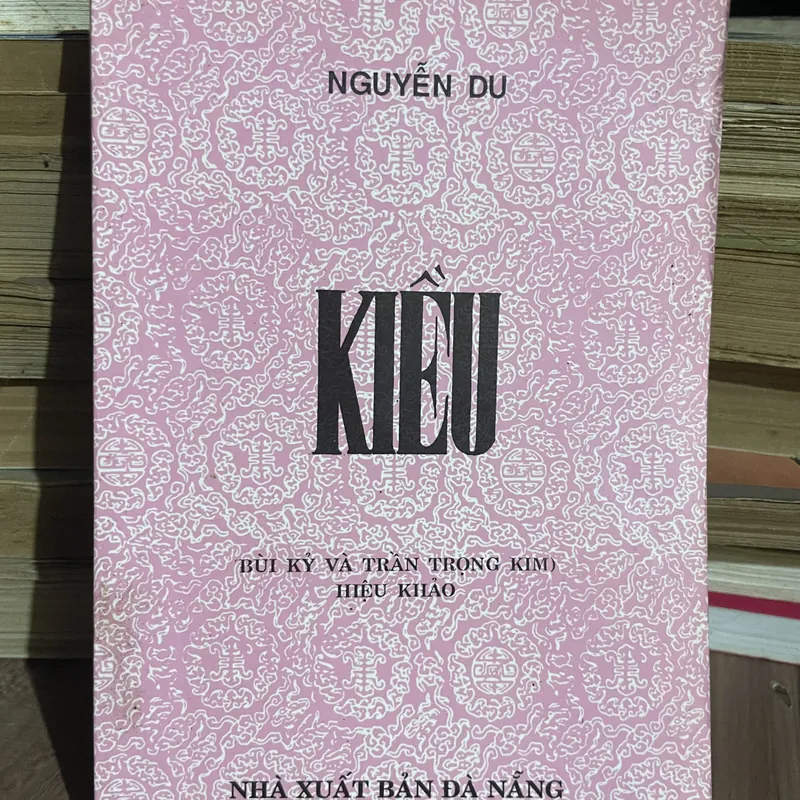 NGUYỄN DU
KIỀU
(BÙI KỶ VÀ TRẦN TRỌNG KIM)
HIỆU KHẢO
NHÀ XUẤT BẢN ĐÀ NẴNG